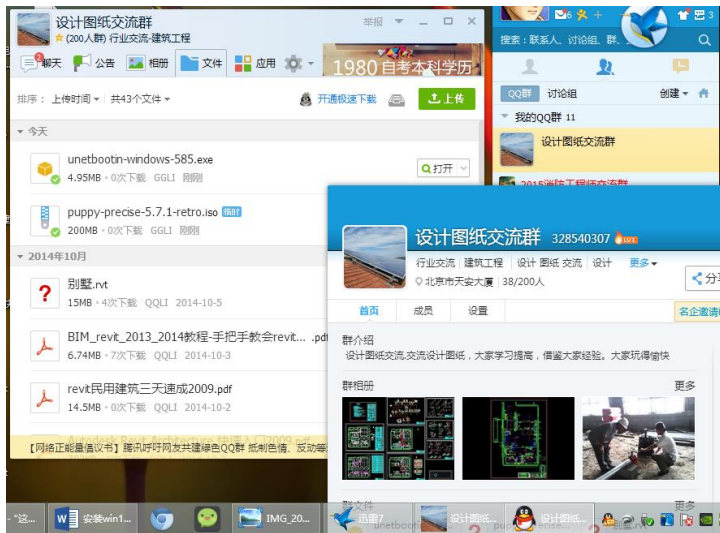 设计图纸交流群
(200人群) 行业交流-建筑工程
举报
聊天
公告
相册
文件
应用
1980自考本科学历
排序：上传时间
共43个文件
开通极速下载
上传
今天
unetbootin-windows-585.exe
4.95MB · 0次下载 GGLI 刚刚
打开
puppy-precise-5.7.1-retro.iso 临时
200MB · 0次下载 GGLI 刚刚
2014年10月
别墅.rvt
15MB · 4次下载 QQLI 2014-10-5
BIM_revit_2013_2014教程-手把手教会revit... .pdf
6.74MB · 7次下载 QQLI 2014-10-3
revit民用建筑三天速成2009.pdf
14.5MB · 0次下载 QQLI 2014-10-2
【网络正能量倡议书】腾讯呼吁网友共建绿色QQ群 抵制色情、反动等
搜索：联系人、讨论组、群、
QQ群
讨论组
创建
我的QQ群 11
设计图纸交流群
2015消防工程师交流群
设计图纸交流群 328540307 LV1
行业交流 建筑工程 设计 图纸 交流 设计 更多
北京市天安大厦 38/200人
分享
首页
成员
设置
名企邀请
群介绍
设计图纸交流,交流设计图纸，大家学习提高，借鉴大家经验。大家玩得愉快
群相册
更多
群文件
更多
安装win1...
IMG_20...
迅雷7
设计图纸...
设计图纸...